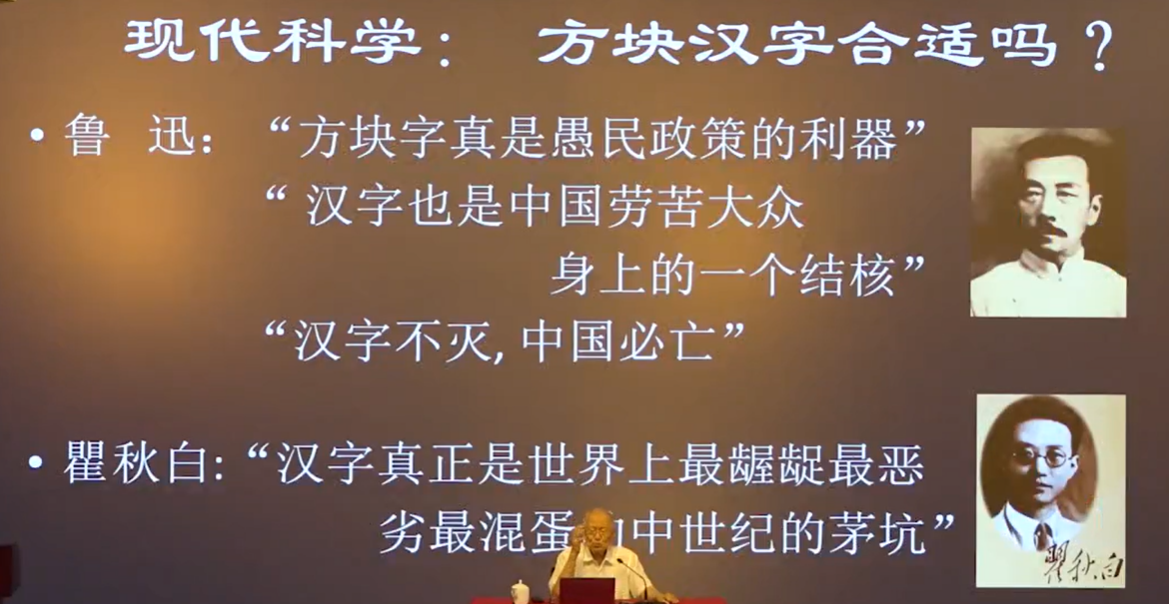 现代科学： 方块汉字合适吗？
• 鲁 迅： “方块字真是愚民政策的利器”
“ 汉字也是中国劳苦大众
身上的一个结核”
“汉字不灭, 中国必亡”
• 瞿秋白: “汉字真正是世界上最龌龊最恶
劣最混蛋 中世纪的茅坑”
瞿秋白